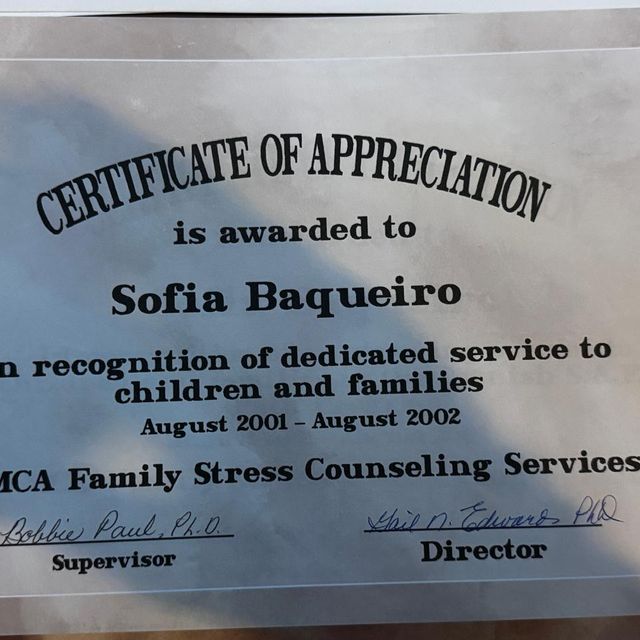 CERTIFICATE OF APPRECIATION
is awarded to
Sofia Baqueiro
n recognition of dedicated service to
children and families
August 2001 - August 2002
MCA Family Stress Counseling Services
Bobbie Paul, Ph.D.
Gail N. Edwards PhD
Supervisor
Director